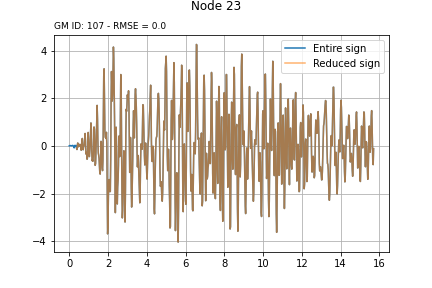 Node 23
GM ID: 107 - RMSE = 0.0
Entire sign
Reduced sign
4
2
0
−2
−4
0 2 4 6 8 10 12 14 16